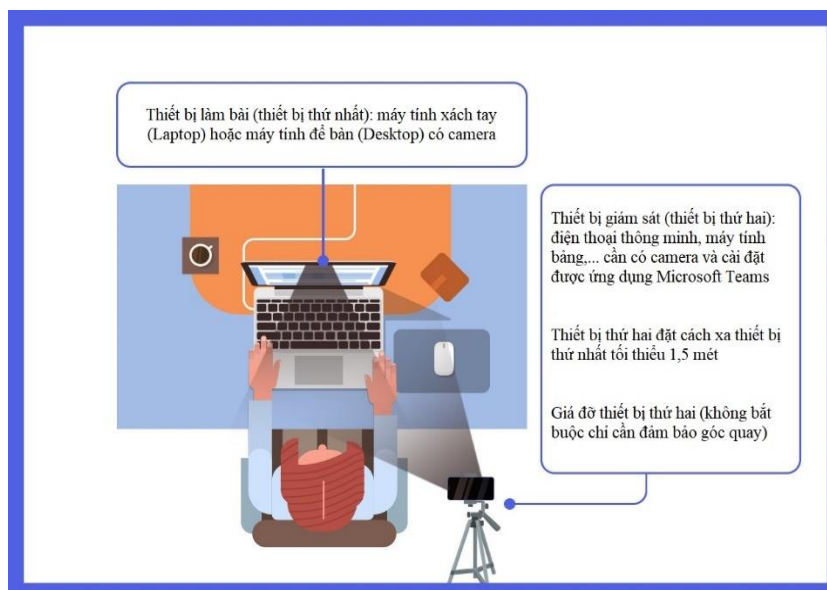 Thiết bị làm bài (thiết bị thứ nhất): máy tính xách tay
(Laptop) hoặc máy tính để bàn (Desktop) có camera
Thiết bị giám sát (thiết bị thứ hai):
điện thoại thông minh, máy tính
bảng,... cần có camera và cài đặt
được ứng dụng Microsoft Teams
Thiết bị thứ hai đặt cách xa thiết bị
thứ nhất tối thiểu 1,5 mét
Giá đỡ thiết bị thứ hai (không bắt
buộc chỉ cần đảm bảo góc quay)